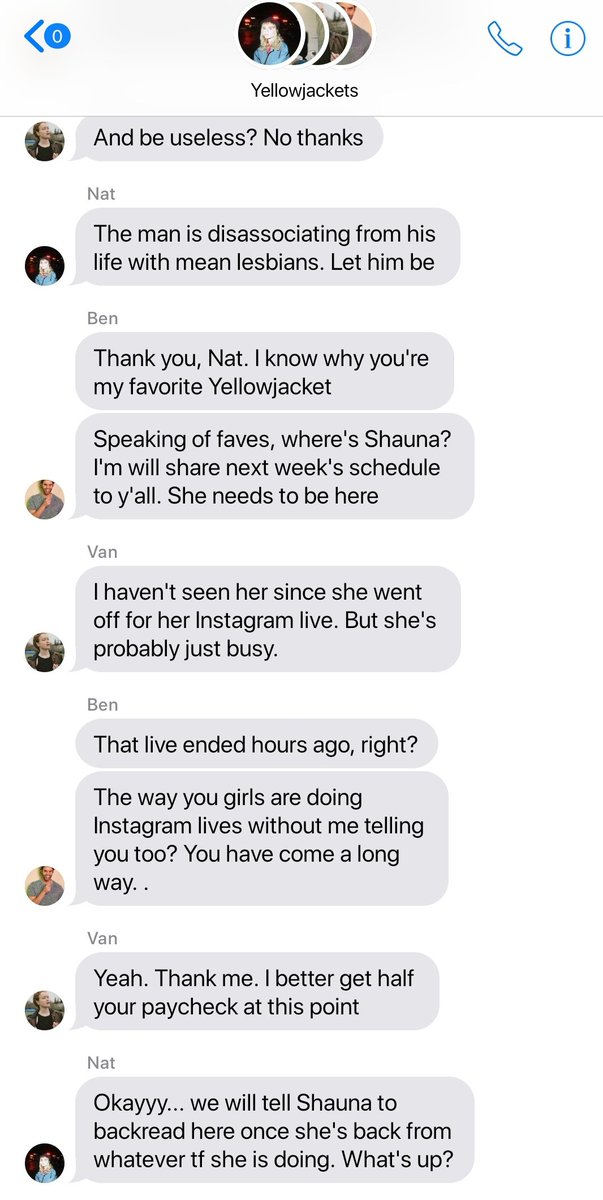 0
Yellowjackets
And be useless? No thanks
Nat
The man is disassociating from his
life with mean lesbians. Let him be
Ben
Thank you, Nat. I know why you're
my favorite Yellowjacket
Speaking of faves, where's Shauna?
I'm will share next week's schedule
to y'all. She needs to be here
Van
I haven't seen her since she went
off for her Instagram live. But she's
probably just busy.
Ben
That live ended hours ago, right?
The way you girls are doing
Instagram lives without me telling
you too? You have come a long
way. .
Van
Yeah. Thank me. I better get half
your paycheck at this point
Nat
Okayyy... we will tell Shauna to
backread here once she's back from
whatever tf she is doing. What's up?